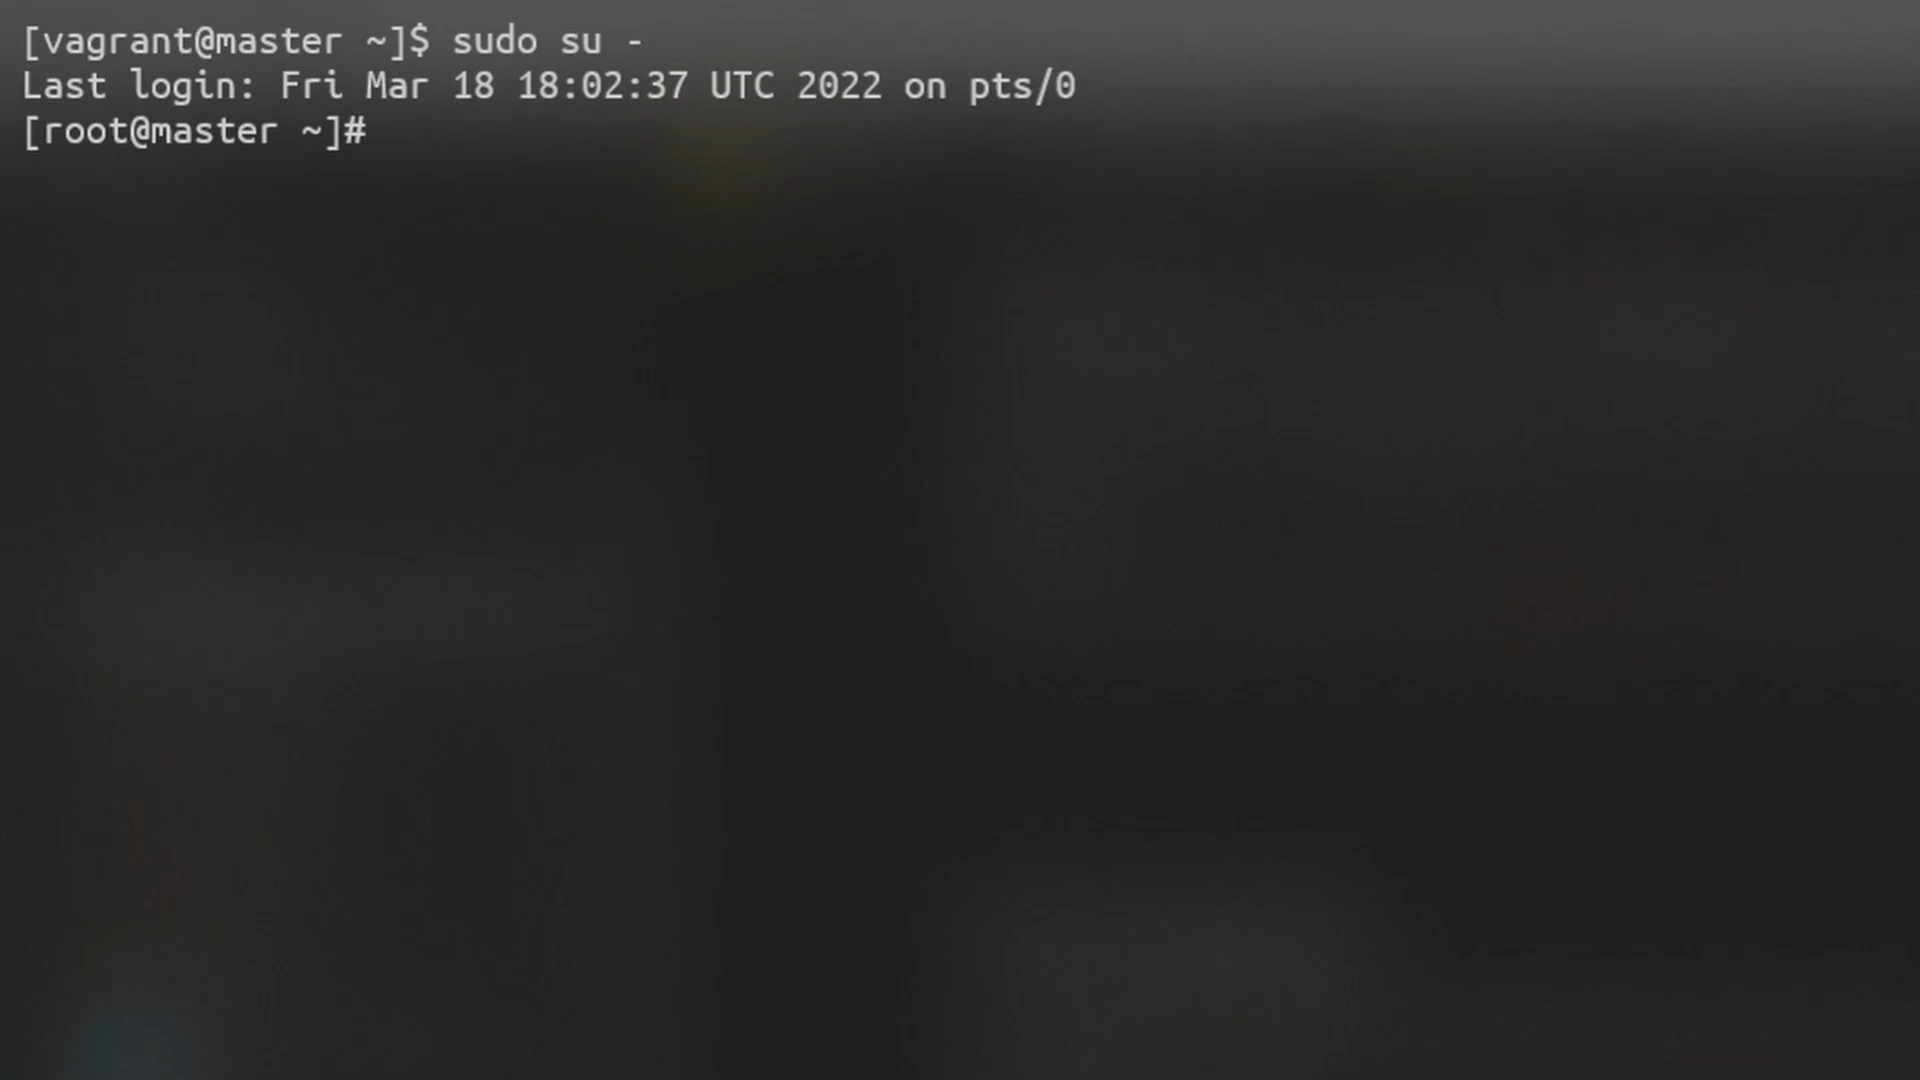 [vagrant@master ~]$ sudo su -
Last login: Fri Mar 18 18:02:37 UTC 2022 on pts/0
[root@master ~]#